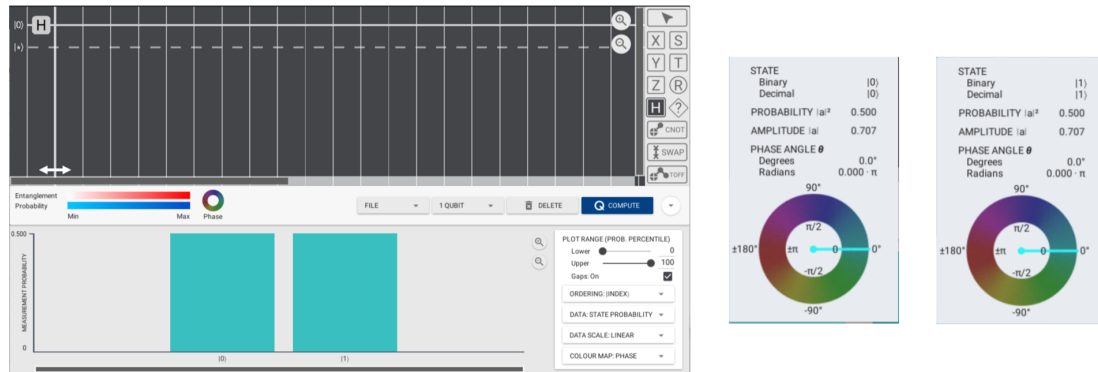 |0⟩ H
|∗⟩
X S
Y T
Z R
H ?
CNOT
SWAP
TOFF
Entanglement
Probability
Min Max Phase
FILE 1 QUBIT DELETE Q COMPUTE
0.500
MEASUREMENT PROBABILITY
0
|0⟩ |1⟩
PLOT RANGE (PROB. PERCENTILE)
Lower 0
Upper 100
Gaps: On
ORDERING: (INDEX)
DATA: STATE PROBABILITY
DATA SCALE: LINEAR
COLOUR MAP: PHASE
STATE
Binary |0⟩
Decimal |0⟩
PROBABILITY |a|² 0.500
AMPLITUDE |a| 0.707
PHASE ANGLE θ
Degrees 0.0°
Radians 0.000 · π
90°
π/2
±180° ±π 0 0°
-π/2
-90°
STATE
Binary |1⟩
Decimal |1⟩
PROBABILITY |a|² 0.500
AMPLITUDE |a| 0.707
PHASE ANGLE θ
Degrees 0.0°
Radians 0.000 · π
90°
π/2
±180° ±π 0 0°
-π/2
-90°